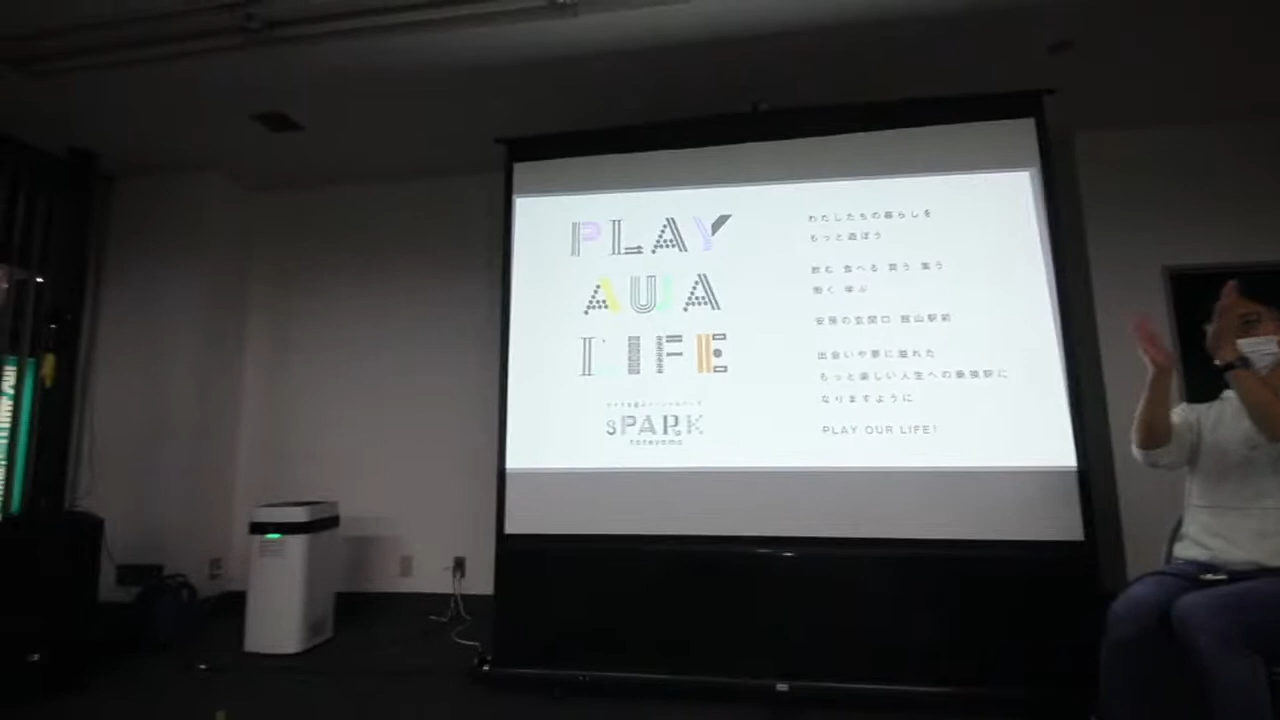 PLAY
AWA
LIFE
sPARK
tateyama
わたしたちの暮らしを
もっと遊ぼう
飲む 食べる 買う 集う
働く 学ぶ
安房の玄関口 館山駅前
出会いや夢に溢れた
もっと楽しい人生への乗換駅に
なりますように
PLAY OUR LIFE!